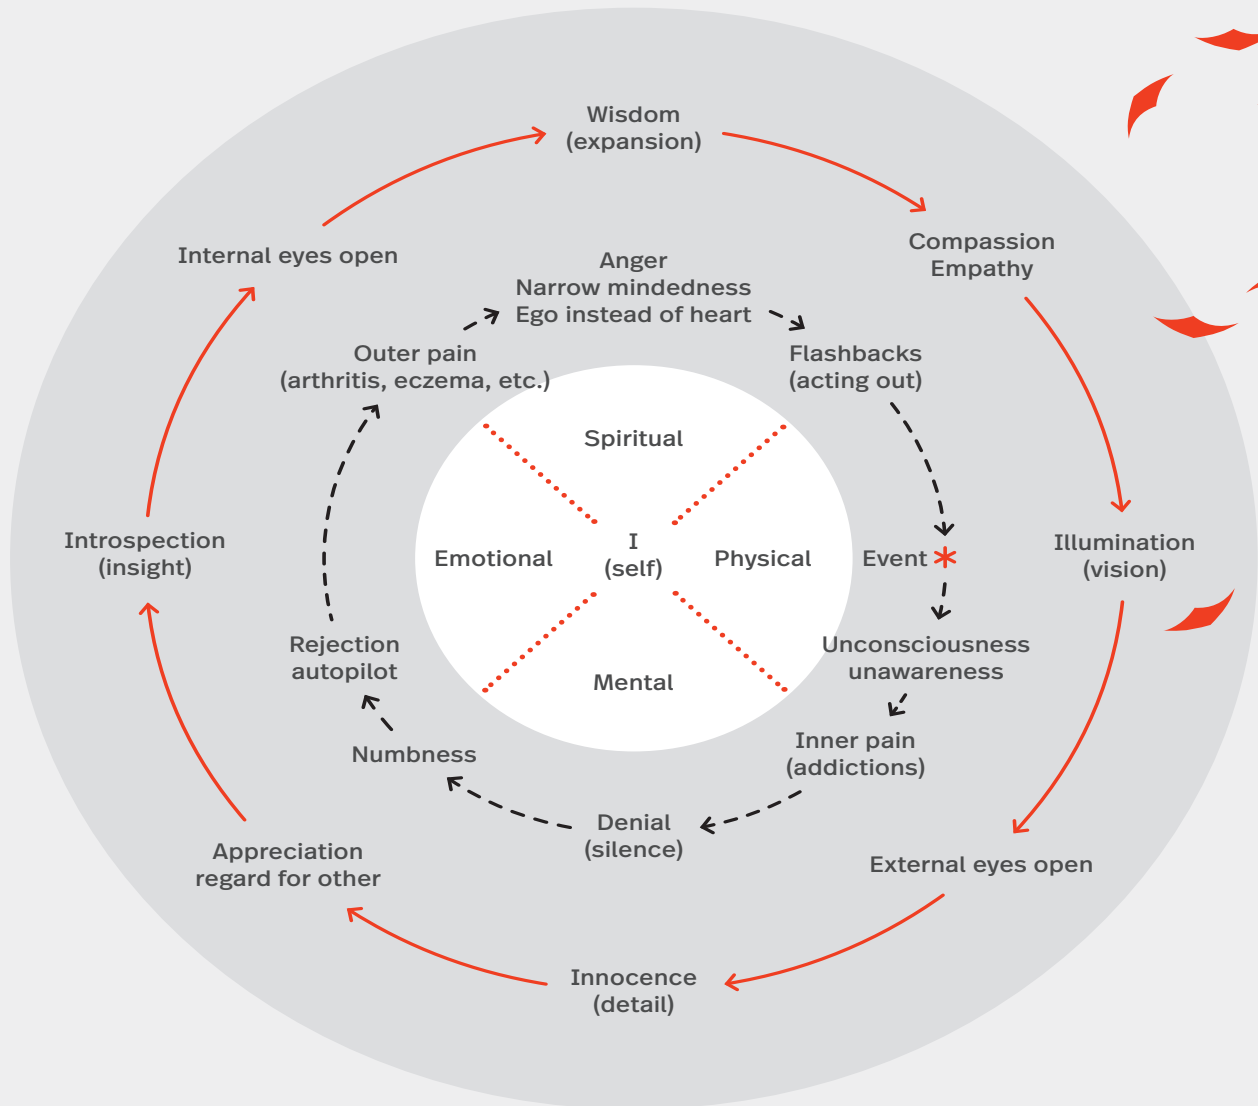 Wisdom
(expansion)
Compassion
Empathy
Internal eyes open
Anger
Narrow mindedness
Ego instead of heart
Outer pain
(arthritis, eczema, etc.)
Flashbacks
(acting out)
Spiritual
Introspection
(insight)
Emotional
I
(self)
Physical
Event *
Illumination
(vision)
Rejection
autopilot
Unconsciousness
unawareness
Mental
Numbness
Inner pain
(addictions)
Denial
(silence)
Appreciation
regard for other
External eyes open
Innocence
(detail)